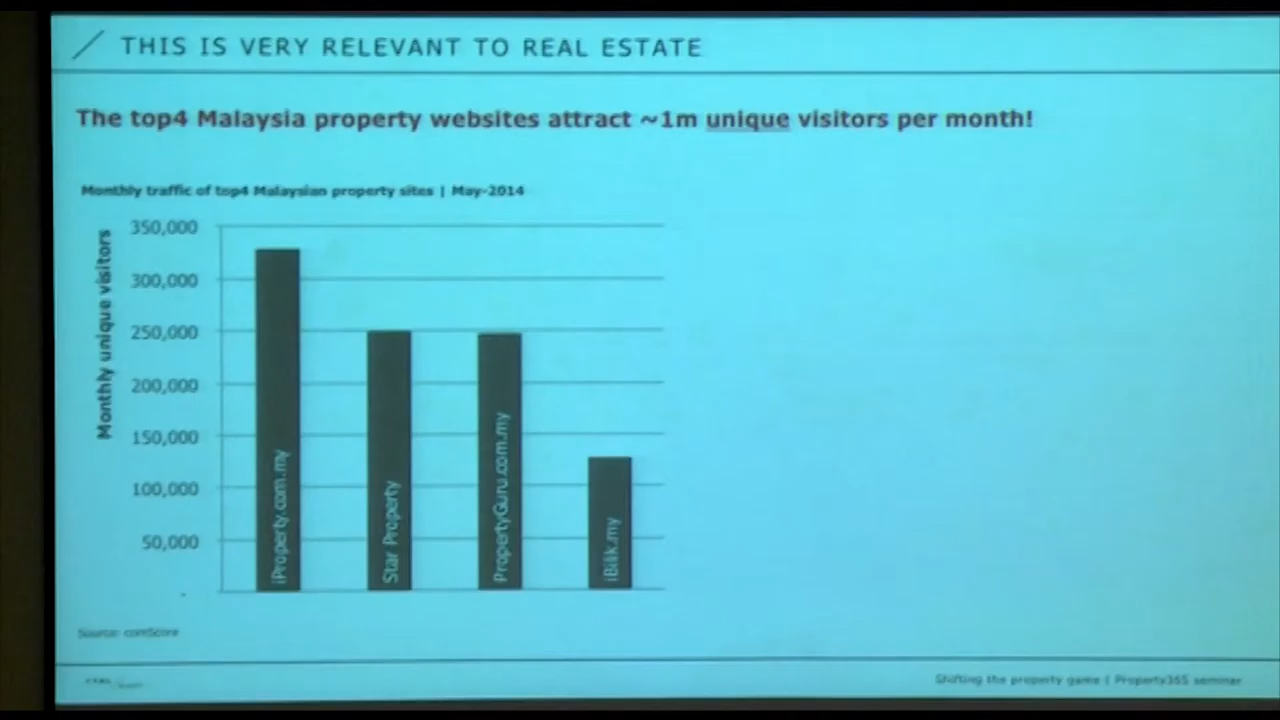 THIS IS VERY RELEVANT TO REAL ESTATE
The top4 Malaysia property websites attract ~1m unique visitors per month!
Monthly traffic of top4 Malaysian property sites | May-2014
Monthly unique visitors
350,000
300,000
250,000
200,000
150,000
100,000
50,000
-
iProperty.com.my
Star Property
PropertyGuru.com.my
iBilik.my
Source: comScore
Shifting the property game | Property365 seminar